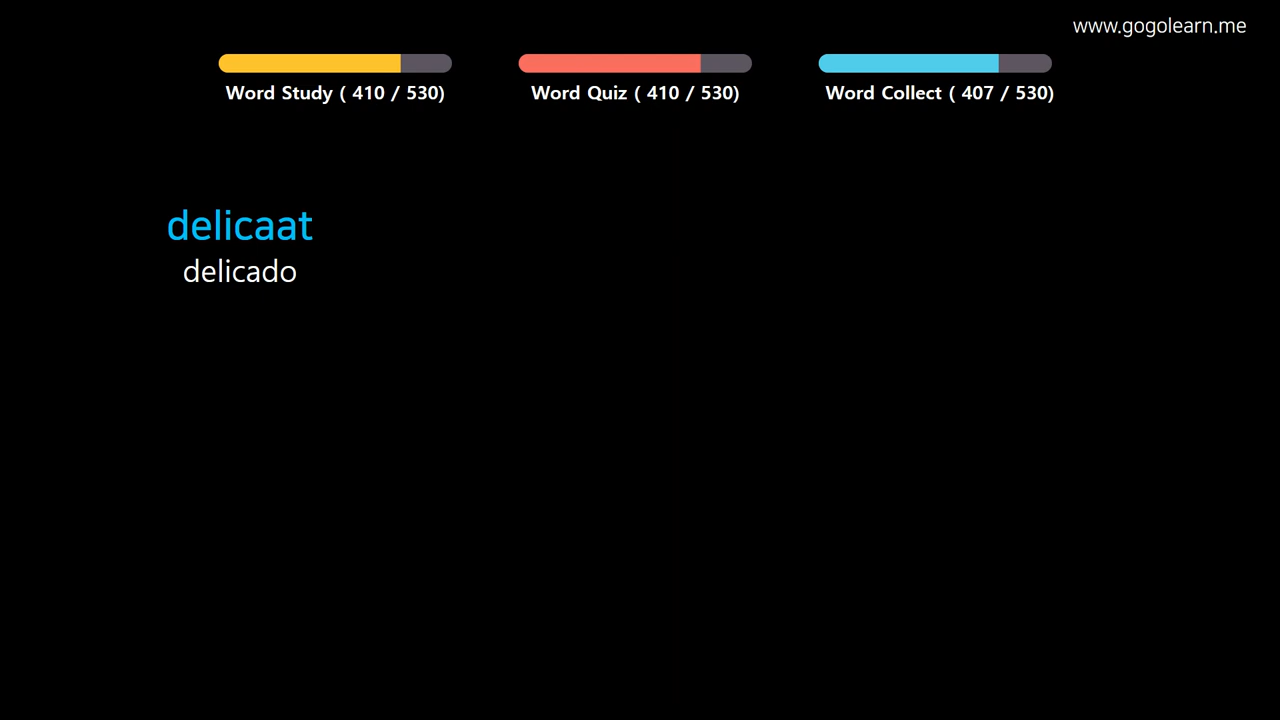 www.gogolearn.me
Word Study ( 410 / 530)
Word Quiz ( 410 / 530)
Word Collect ( 407 / 530)
delicaat
delicado